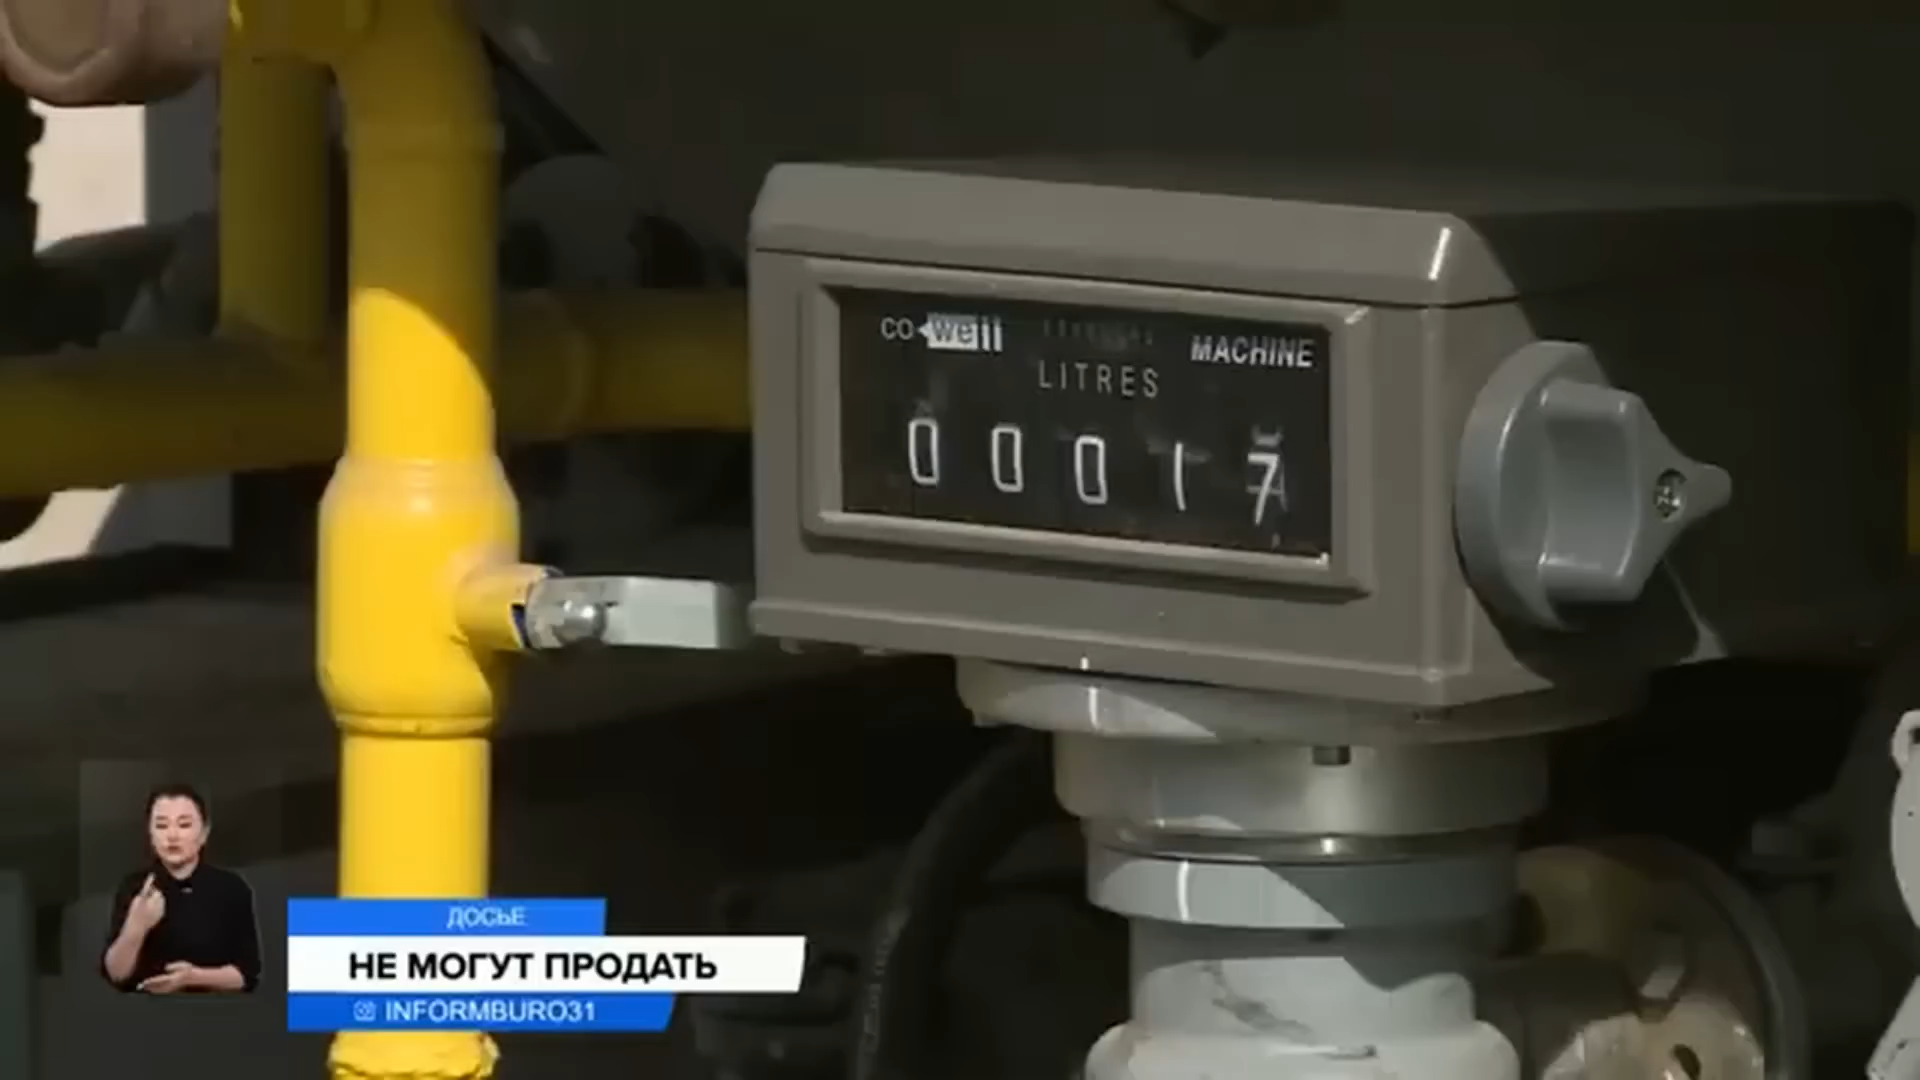 co well
MACHINE
LITRES
0 0 0 1 7
ДОСЬЕ
НЕ МОГУТ ПРОДАТЬ
INFORMBURO31